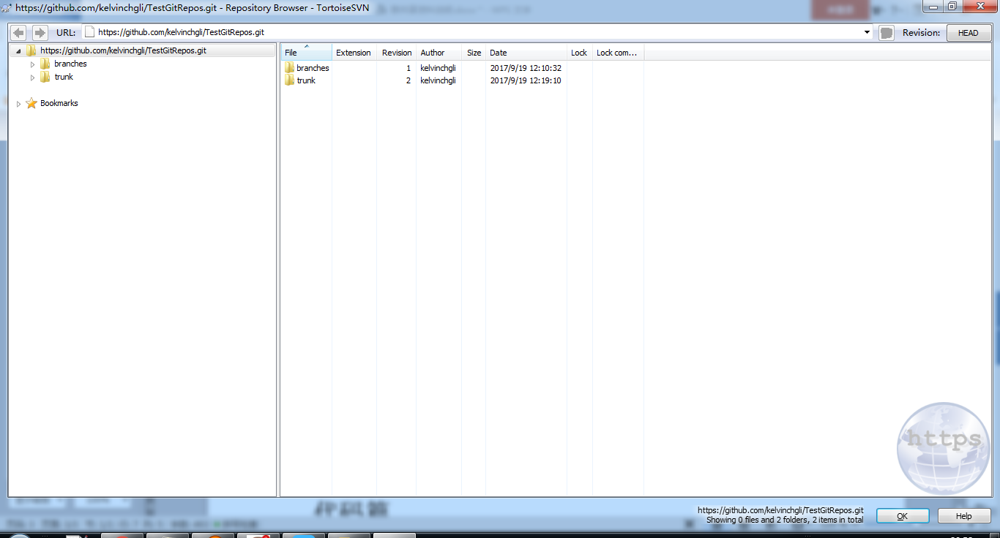 https://github.com/kelvinchgli/TestGitRepos.git - Repository Browser - TortoiseSVN
URL: https://github.com/kelvinchgli/TestGitRepos.git Revision: HEAD
https://github.com/kelvinchgli/TestGitRepos.git
branches
trunk
Bookmarks
File Extension Revision Author Size Date Lock Lock com...
branches 1 kelvinchgli 2017/9/19 12:10:32
trunk 2 kelvinchgli 2017/9/19 12:19:10
https
https://github.com/kelvinchgli/TestGitRepos.git
Showing 0 files and 2 folders, 2 items in total
OK Help